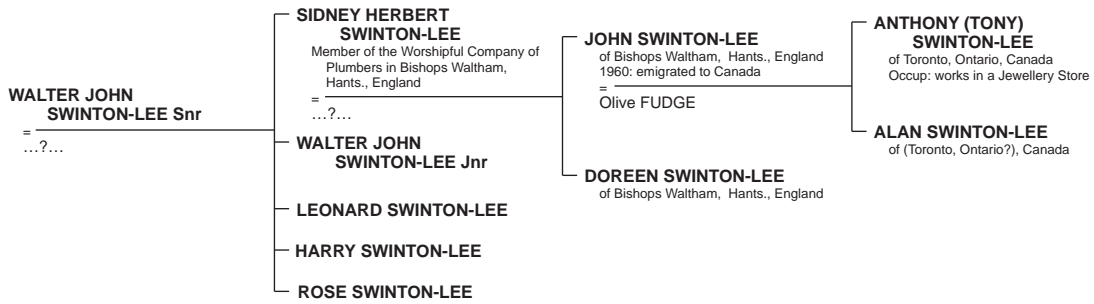 WALTER JOHN
SWINTON-LEE Snr
=
...?...
SIDNEY HERBERT
SWINTON-LEE
Member of the Worshipful Company of
Plumbers in Bishops Waltham,
Hants., England
=
...?...
WALTER JOHN
SWINTON-LEE Jnr
LEONARD SWINTON-LEE
HARRY SWINTON-LEE
ROSE SWINTON-LEE
JOHN SWINTON-LEE
of Bishops Waltham, Hants., England
1960: emigrated to Canada
=
Olive FUDGE
DOREEN SWINTON-LEE
of Bishops Waltham, Hants., England
ANTHONY (TONY)
SWINTON-LEE
of Toronto, Ontario, Canada
Occup: works in a Jewellery Store
ALAN SWINTON-LEE
of (Toronto, Ontario?), Canada